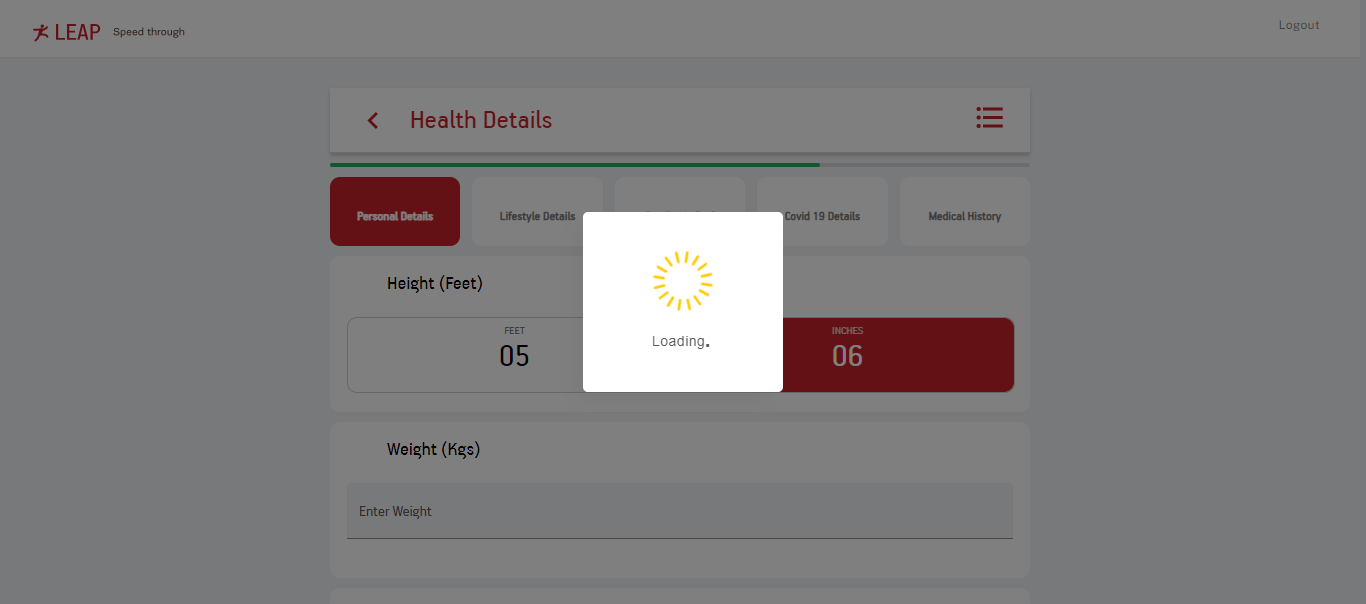 LEAP Speed through
Logout
Health Details
Personal Details
Lifestyle Details
Covid 19 Details
Medical History
Height (Feet)
FEET
05
INCHES
06
Loading.
Weight (Kgs)
Enter Weight